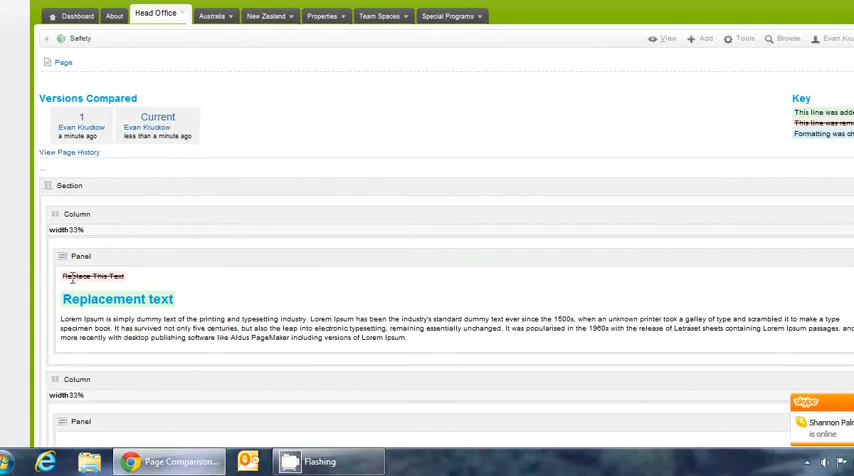 Dashboard About Head Office Australia New Zealand Properties Team Spaces Special Programs
Safety View Add Tools Browse Evan Kruckow
Page
Versions Compared Key
1 Current
Evan Kruckow Evan Kruckow
a minute ago less than a minute ago
This line was adde
This line was remo
Formatting was ch
View Page History
...
Section
Column
width33%
Panel
Replace This Text
Replacement text
Lorem Ipsum is simply dummy text of the printing and typesetting industry. Lorem Ipsum has been the industry's standard dummy text ever since the 1500s, when an unknown printer took a galley of type and scrambled it to make a type
specimen book. It has survived not only five centuries, but also the leap into electronic typesetting, remaining essentially unchanged. It was popularised in the 1960s with the release of Letraset sheets containing Lorem Ipsum passages, and
more recently with desktop publishing software like Aldus PageMaker including versions of Lorem Ipsum.
Column
width33%
Panel
skype
Shannon Palm
is online
Page Comparison... Flashing